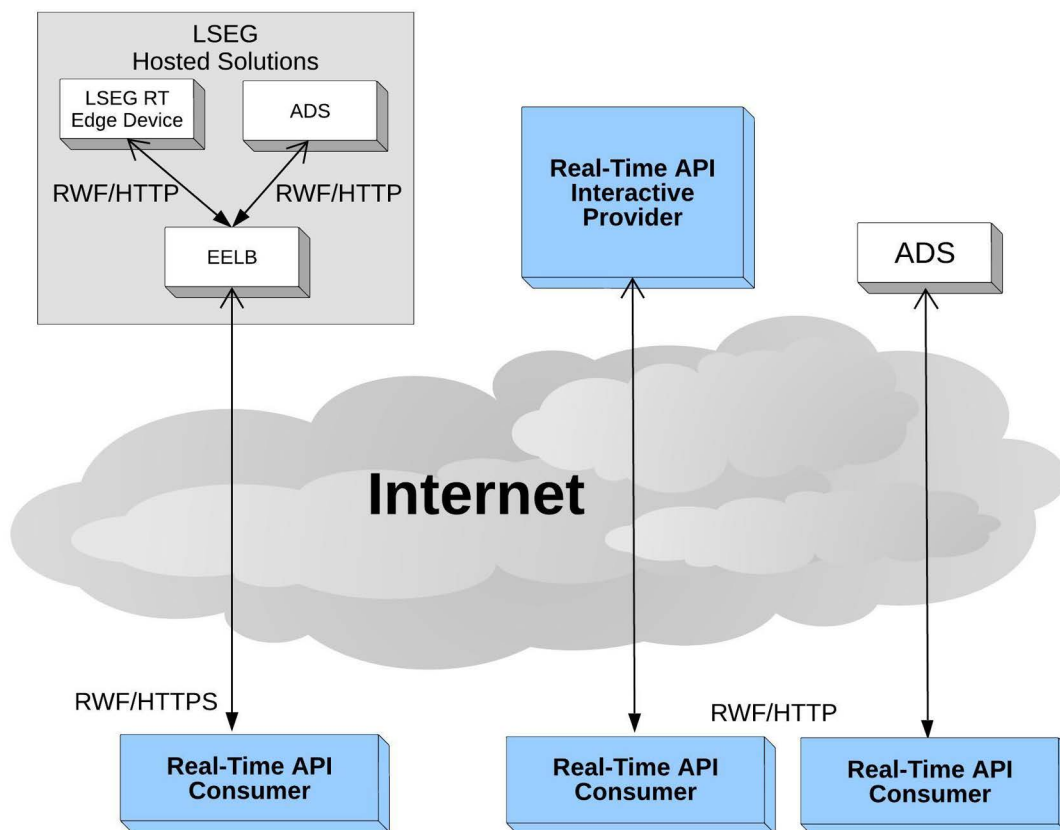 LSEG
Hosted Solutions
LSEG RT
Edge Device
ADS
RWF/HTTP
RWF/HTTP
EELB
Real-Time API
Interactive
Provider
ADS
Internet
RWF/HTTPS
RWF/HTTP
Real-Time API
Consumer
Real-Time API
Consumer
Real-Time API
Consumer